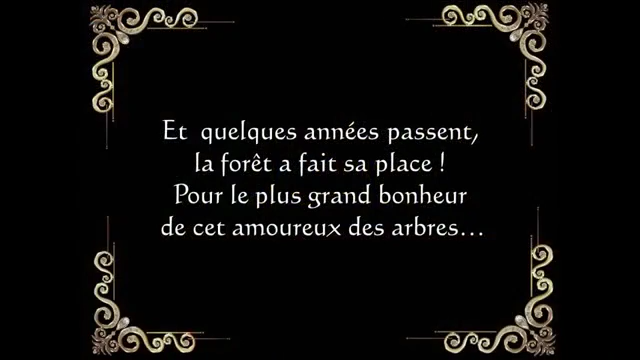 Et quelques années passent,
la forêt a fait sa place !
Pour le plus grand bonheur
de cet amoureux des arbres...